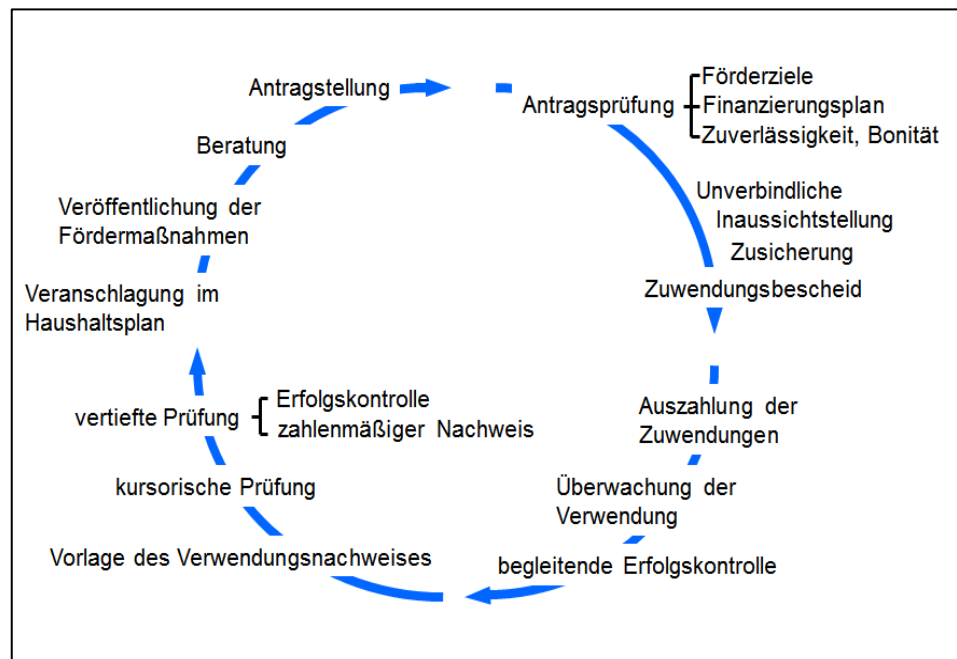 Antragstellung
Beratung
Veröffentlichung der
Fördermaßnahmen
Veranschlagung im
Haushaltsplan
Antragsprüfung
Förderziele
Finanzierungsplan
Zuverlässigkeit, Bonität
Unverbindliche
Inaussichtstellung
Zusicherung
Zuwendungsbescheid
Auszahlung der
Zuwendungen
Überwachung der
Verwendung
begleitende Erfolgskontrolle
Vorlage des Verwendungsnachweises
kursorische Prüfung
vertiefte Prüfung
Erfolgskontrolle
zahlenmäßiger Nachweis